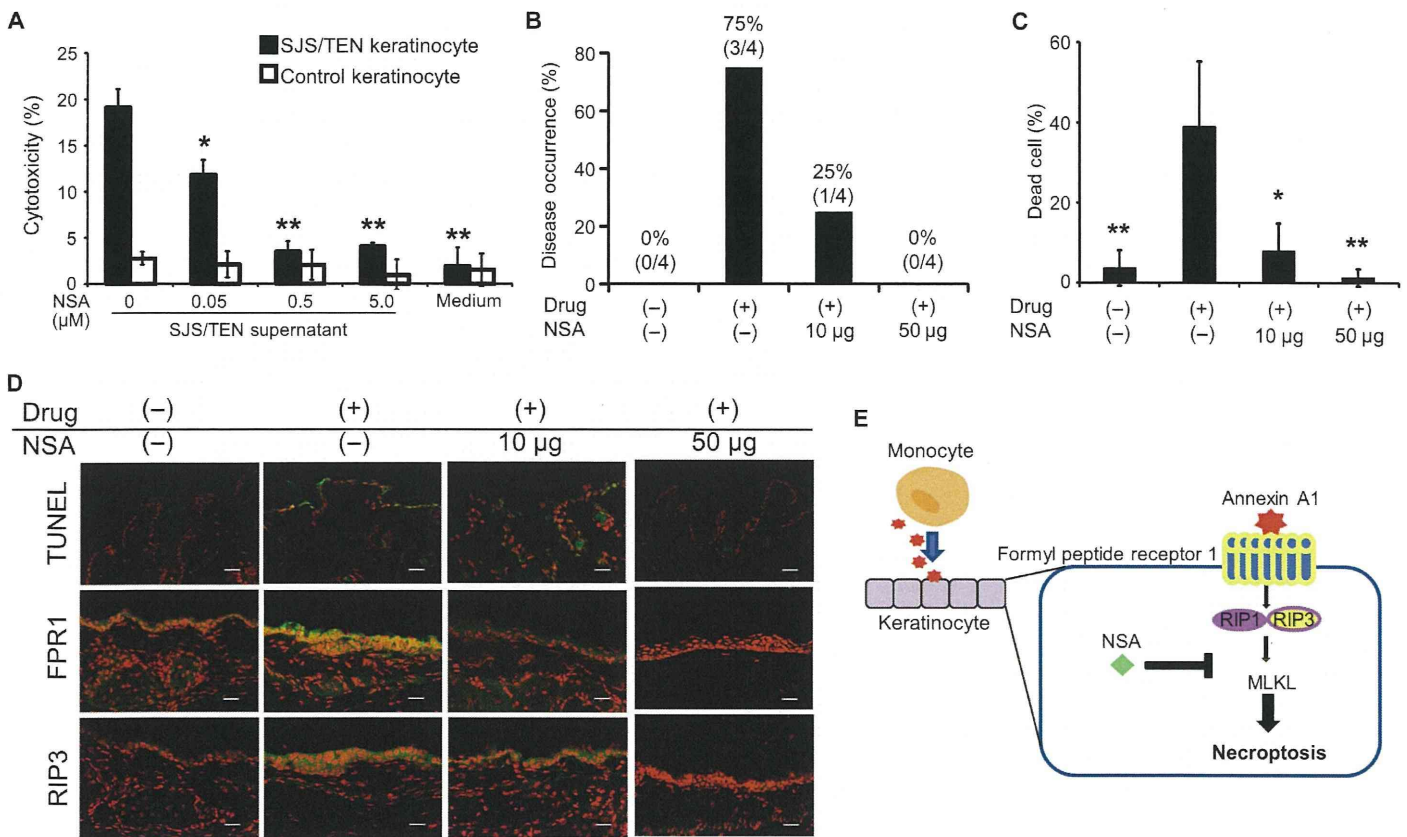 A
SJS/TEN keratinocyte
Control keratinocyte
Cytotoxicity (%)
25
20
15
10
5
0
NSA
(µM)
0
0.05
0.5
5.0
Medium
SJS/TEN supernatant
*
**
**
**
B
Disease occurrence (%)
80
60
40
20
0
0%
(0/4)
75%
(3/4)
25%
(1/4)
0%
(0/4)
Drug (–) (+) (+) (+)
NSA (–) (–) 10 µg 50 µg
C
Dead cell (%)
60
40
20
0
**
*
**
Drug (–) (+) (+) (+)
NSA (–) (–) 10 µg 50 µg
D
Drug (–) (+) (+) (+)
NSA (–) (–) 10 µg 50 µg
TUNEL
FPR1
RIP3
E
Monocyte
Keratinocyte
Annexin A1
Formyl peptide receptor 1
RIP1 RIP3
NSA
MLKL
Necroptosis